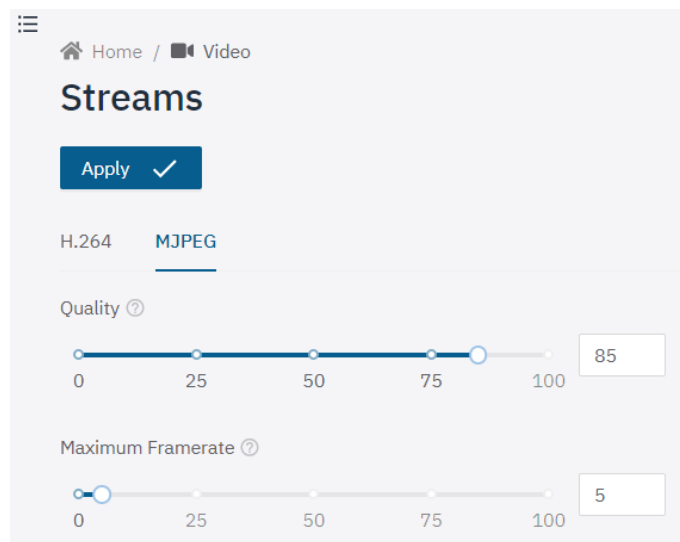 Home / Video
Streams
Apply
H.264 MJPEG
Quality ?
85
0 25 50 75 100
Maximum Framerate ?
5
0 25 50 75 100